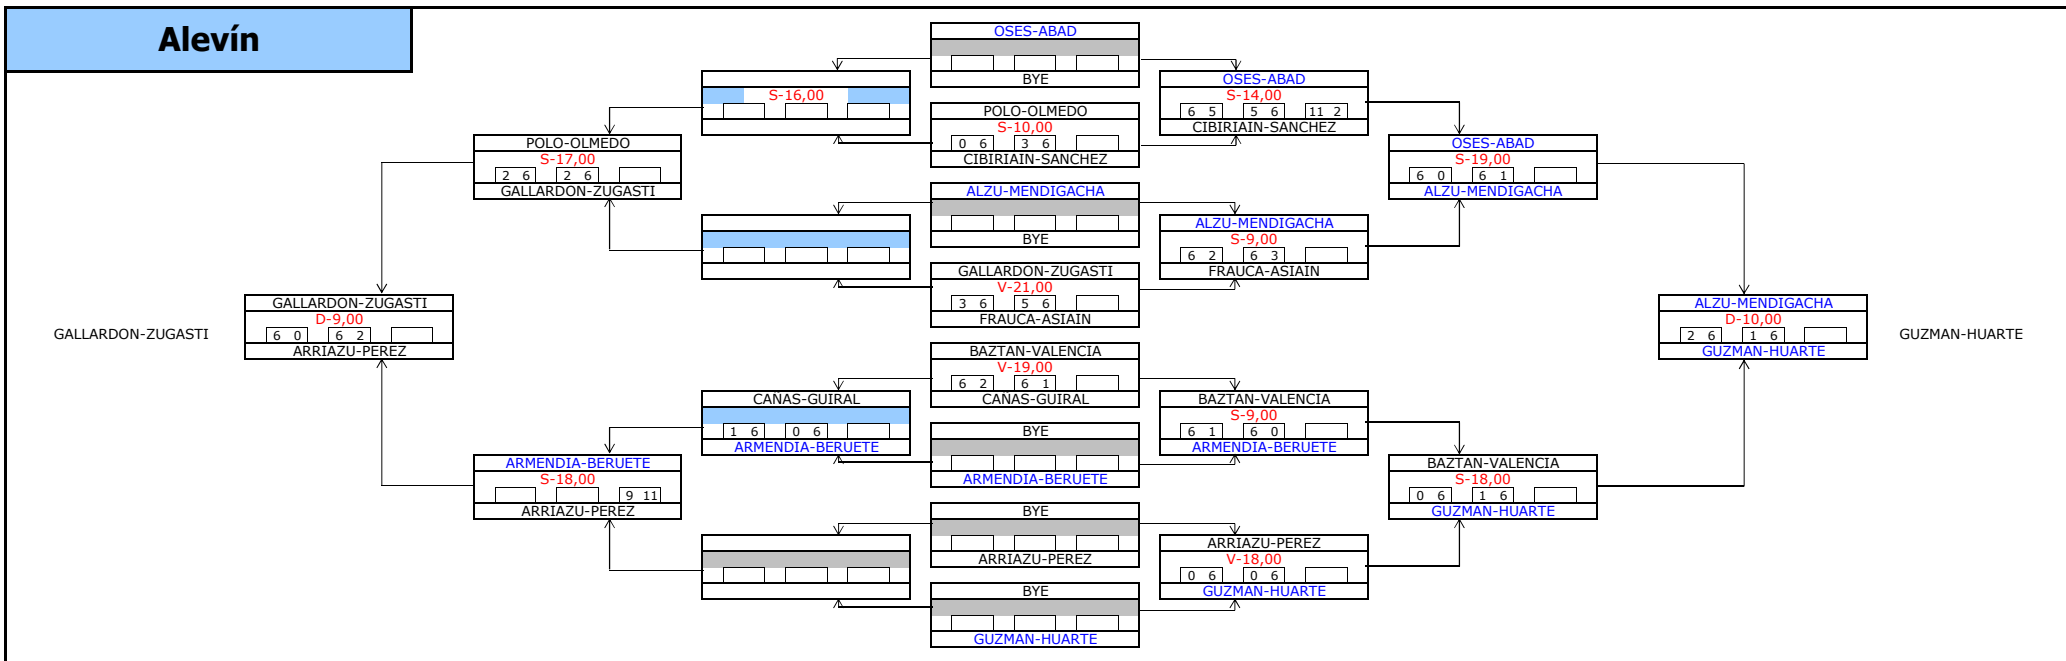 Alevín
OSES-ABAD
BYE
S-16,00
POLO-OLMEDO
S-10,00
0 6 3 6
CIBIRIAIN-SANCHEZ
OSES-ABAD
S-14,00
6 5 5 6 11 2
CIBIRIAIN-SANCHEZ
POLO-OLMEDO
S-17,00
2 6 2 6
GALLARDON-ZUGASTI
OSES-ABAD
S-19,00
6 0 6 1
ALZU-MENDIGACHA
ALZU-MENDIGACHA
BYE
ALZU-MENDIGACHA
S-9,00
6 2 6 3
FRAUCA-ASIAIN
GALLARDON-ZUGASTI
V-21,00
3 6 5 6
FRAUCA-ASIAIN
GALLARDON-ZUGASTI
GALLARDON-ZUGASTI
D-9,00
6 0 6 2
ARRIAZU-PEREZ
ALZU-MENDIGACHA
D-10,00
2 6 1 6
GUZMAN-HUARTE
GUZMAN-HUARTE
BAZTAN-VALENCIA
V-19,00
6 2 6 1
CAÑAS-GUIRAL
CAÑAS-GUIRAL
1 6 0 6
ARMENDIA-BERUETE
BAZTAN-VALENCIA
S-9,00
6 1 6 0
ARMENDIA-BERUETE
BYE
ARMENDIA-BERUETE
ARMENDIA-BERUETE
S-18,00
9 11
ARRIAZU-PEREZ
BAZTAN-VALENCIA
S-18,00
0 6 1 6
GUZMAN-HUARTE
BYE
ARRIAZU-PEREZ
ARRIAZU-PEREZ
V-18,00
0 6 0 6
GUZMAN-HUARTE
BYE
GUZMAN-HUARTE